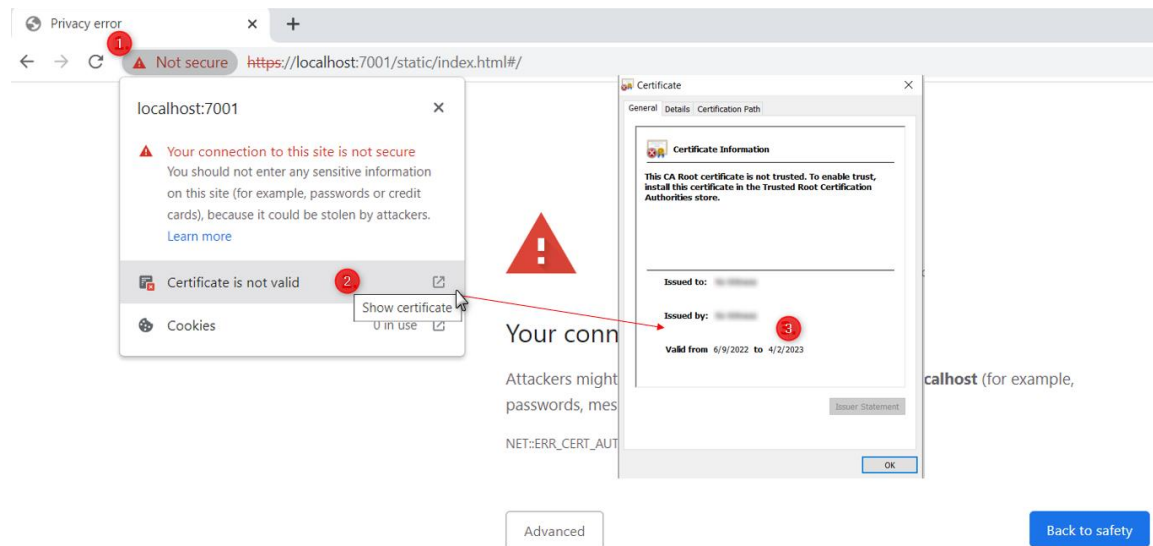 Privacy error
1.
Not secure
https://localhost:7001/static/index.html#/
localhost:7001
Your connection to this site is not secure
You should not enter any sensitive information
on this site (for example, passwords or credit
cards), because it could be stolen by attackers.
Learn more
Certificate is not valid
2.
Show certificate
Cookies
0 in use
Certificate
General Details Certification Path
Certificate Information
This CA Root certificate is not trusted. To enable trust,
install this certificate in the Trusted Root Certification
Authorities store.
Issued to:
Issued by:
3.
Valid from 6/9/2022 to 4/2/2023
Issuer Statement
OK
Your conn
Attackers might
calhost (for example,
passwords, mes
NET::ERR_CERT_AUT
Advanced
Back to safety